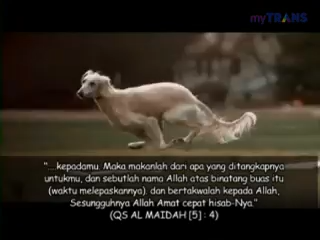 myTRANS
"....kepadamu. Maka makanlah dari apa yang ditangkapnya
untukmu, dan sebutlah nama Allah atas binatang buas itu
(waktu melepaskannya). dan bertakwalah kepada Allah,
Sesungguhnya Allah Amat cepat hisab-Nya."
(QS AL MAIDAH [5] : 4)